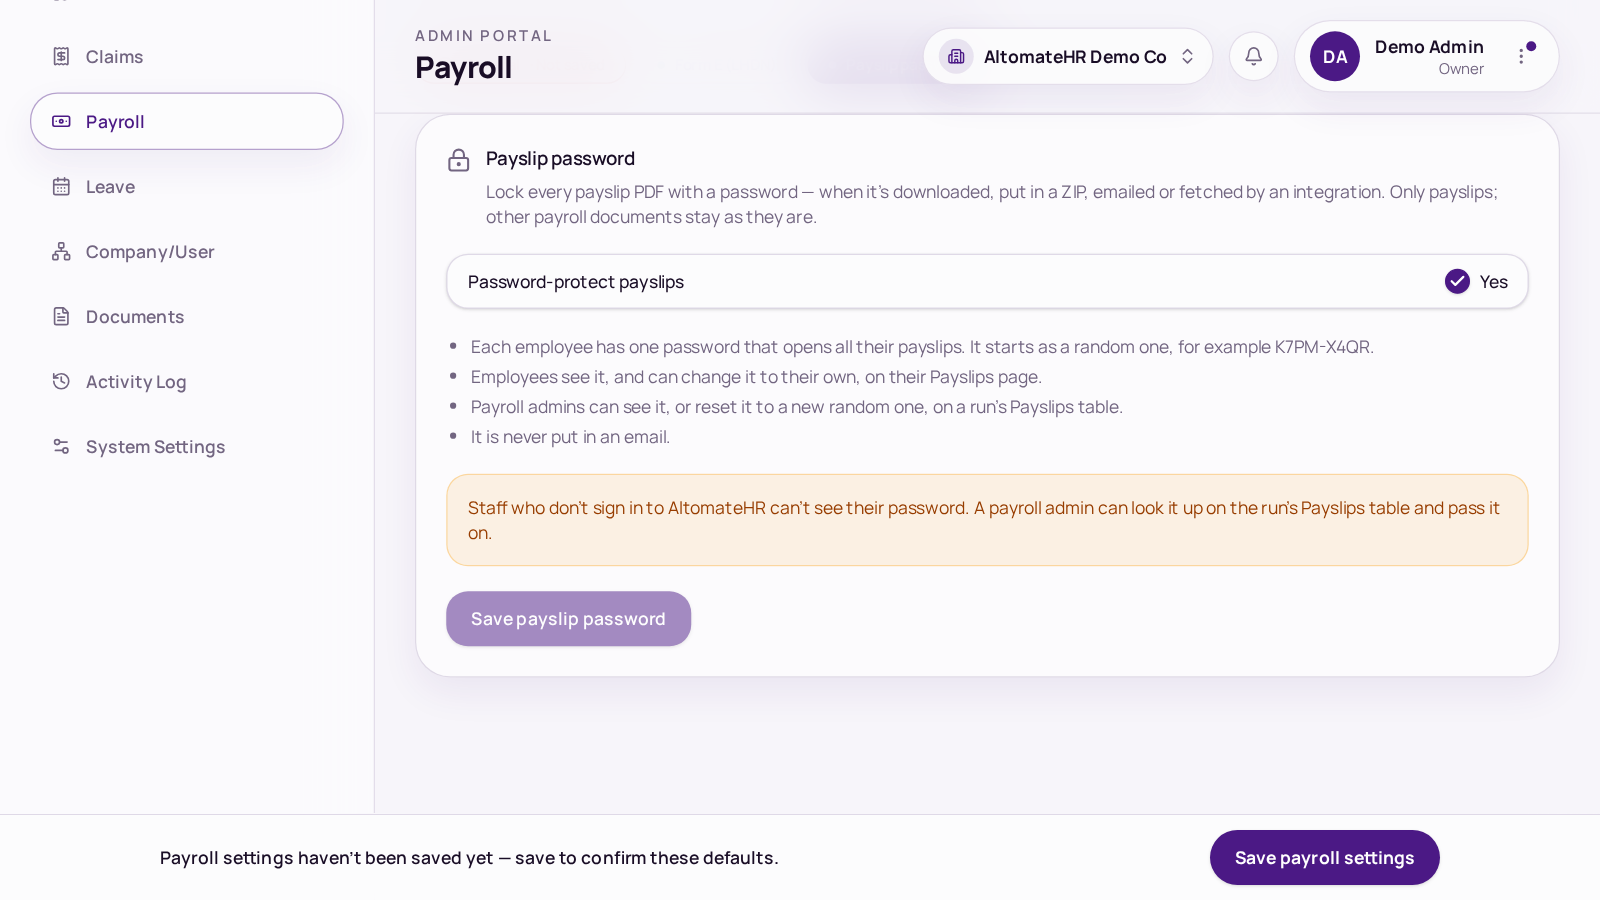 Claims
Payroll
Leave
Company/User
Documents
Activity Log
System Settings
ADMIN PORTAL
Payroll
AltomateHR Demo Co
DA
Demo Admin
Owner
Payslip password
Lock every payslip PDF with a password — when it's downloaded, put in a ZIP, emailed or fetched by an integration. Only payslips;
other payroll documents stay as they are.
Password-protect payslips
Yes
Each employee has one password that opens all their payslips. It starts as a random one, for example K7PM-X4QR.
Employees see it, and can change it to their own, on their Payslips page.
Payroll admins can see it, or reset it to a new random one, on a run's Payslips table.
It is never put in an email.
Staff who don't sign in to AltomateHR can't see their password. A payroll admin can look it up on the run's Payslips table and pass it
on.
Save payslip password
Payroll settings haven't been saved yet — save to confirm these defaults.
Save payroll settings